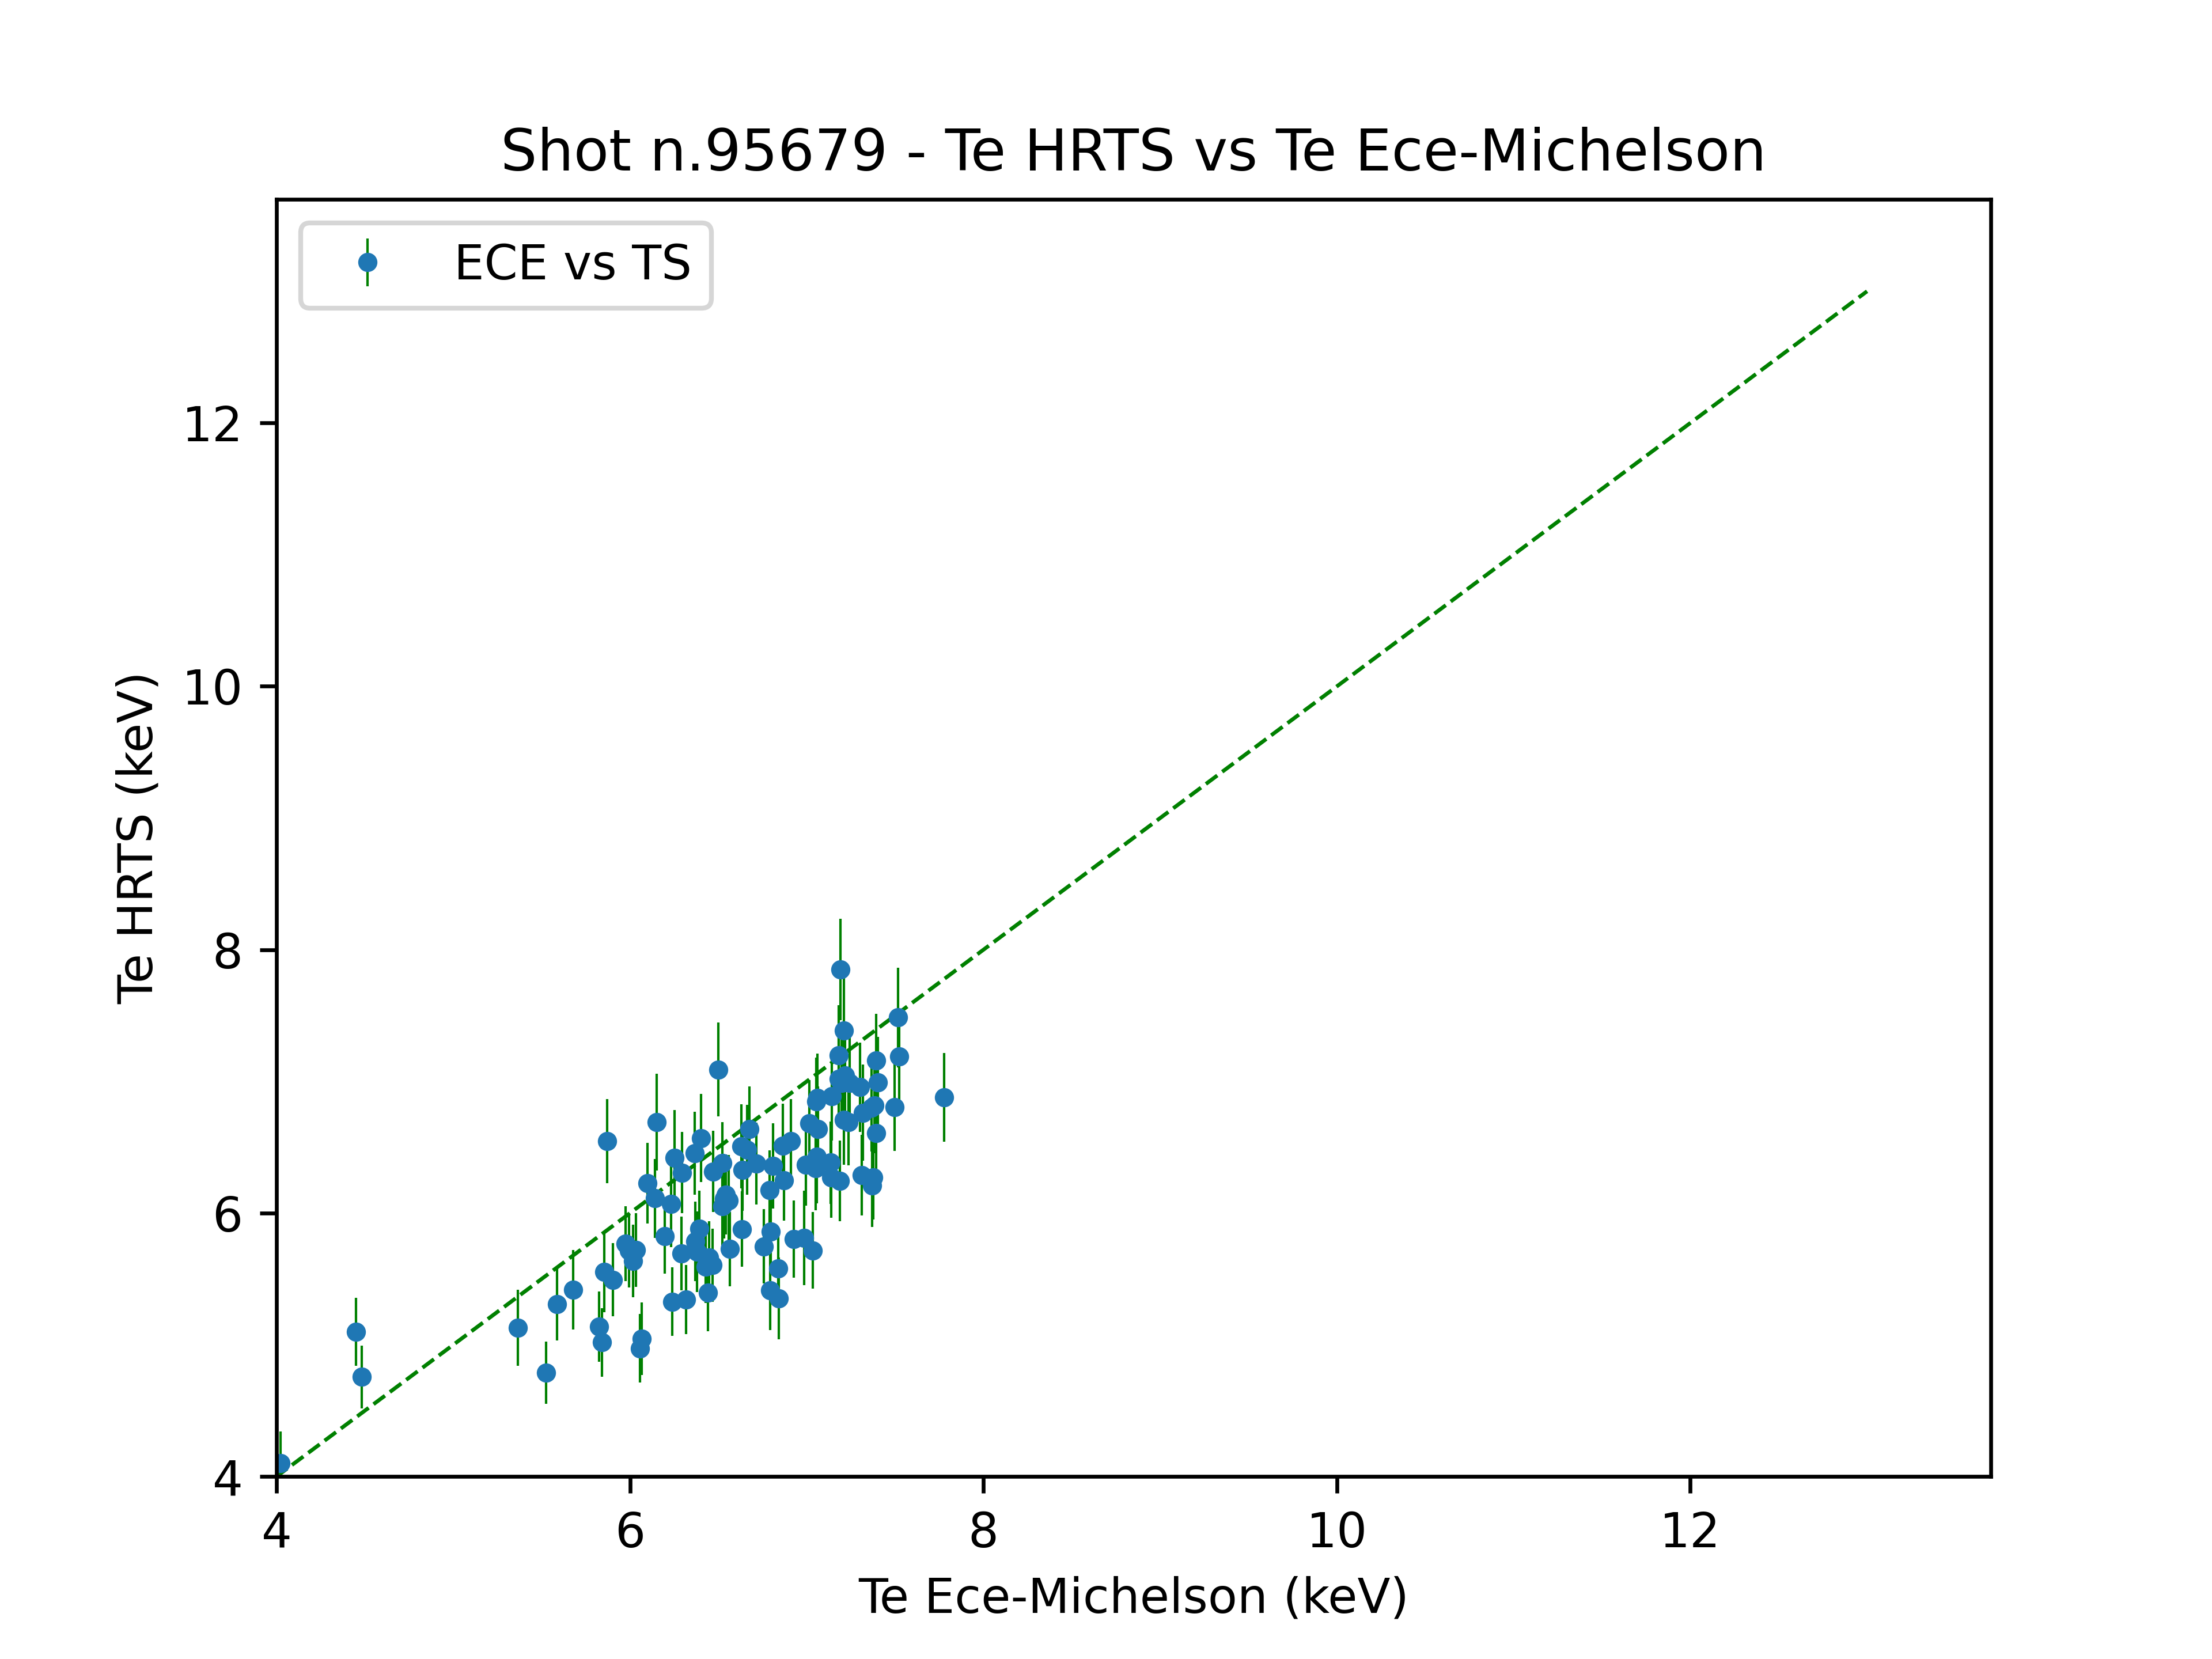 Shot n.95679 - Te HRTS vs Te Ece-Michelson
ECE vs TS
12
10
8
6
4
Te HRTS (keV)
4 6 8 10 12
Te Ece-Michelson (keV)